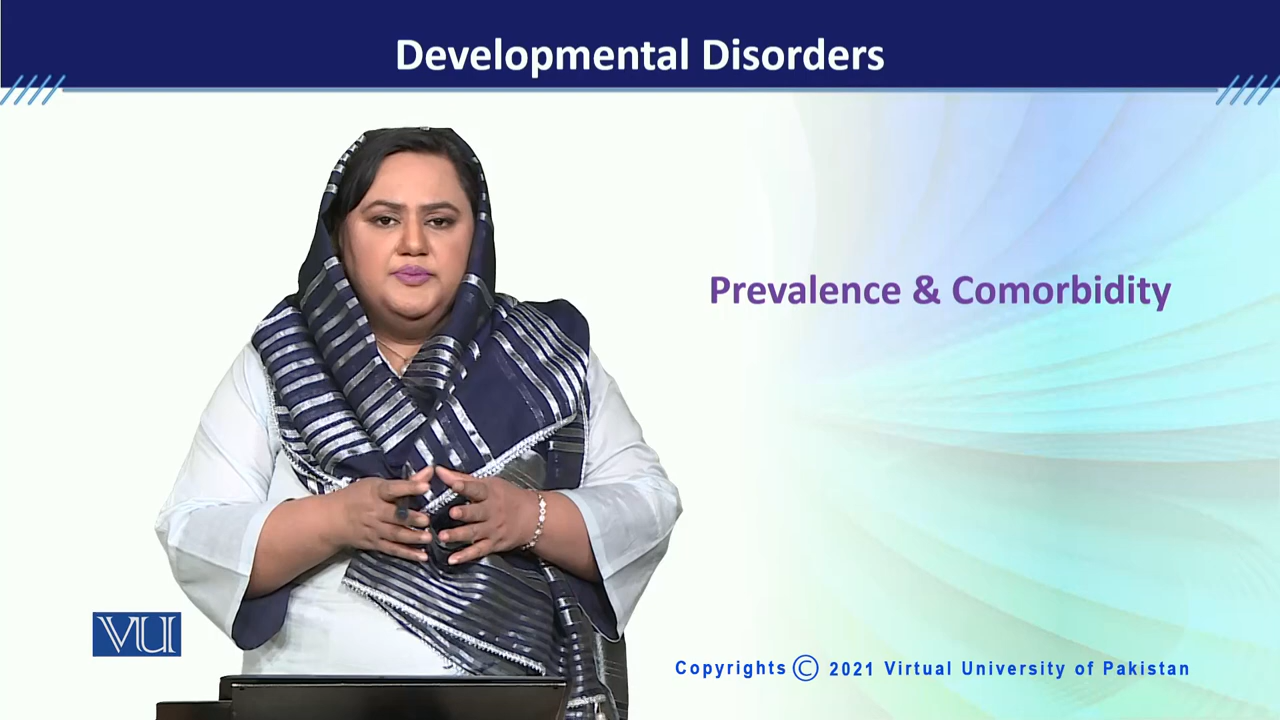 Developmental Disorders
Prevalence & Comorbidity
VU
Copyrights © 2021 Virtual University of Pakistan